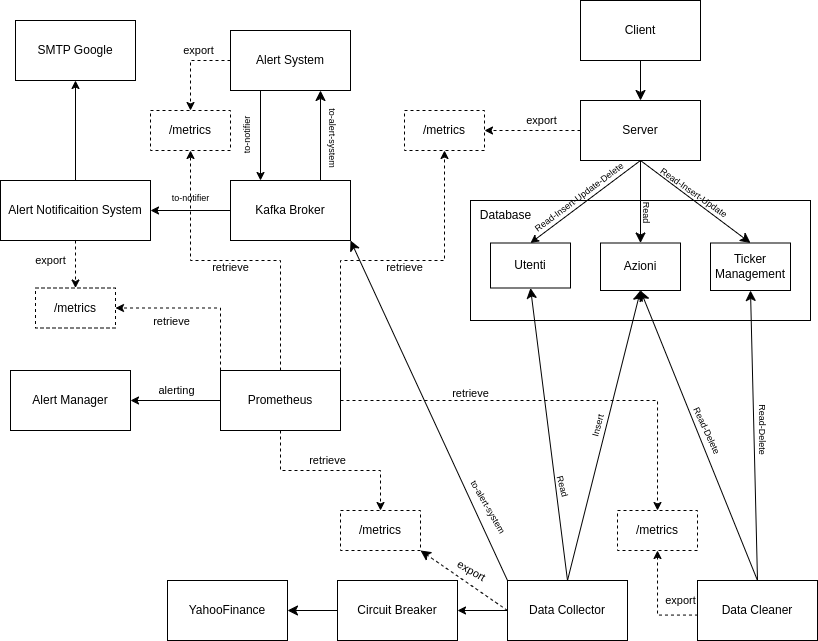 Client
SMTP Google
Alert System
export
/metrics
to-notifier
to-alert-system
/metrics
export
Server
Alert Notificaition System
to-notifier
Kafka Broker
Read-Insert-Update-Delete
Read
Read-Insert-Update
Database
Utenti
Azioni
Ticker
Management
export
/metrics
retrieve
retrieve
retrieve
Alert Manager
alerting
Prometheus
retrieve
retrieve
Insert
Read-Delete
Read-Delete
Read
to-alert-system
/metrics
/metrics
export
export
YahooFinance
Circuit Breaker
Data Collector
Data Cleaner